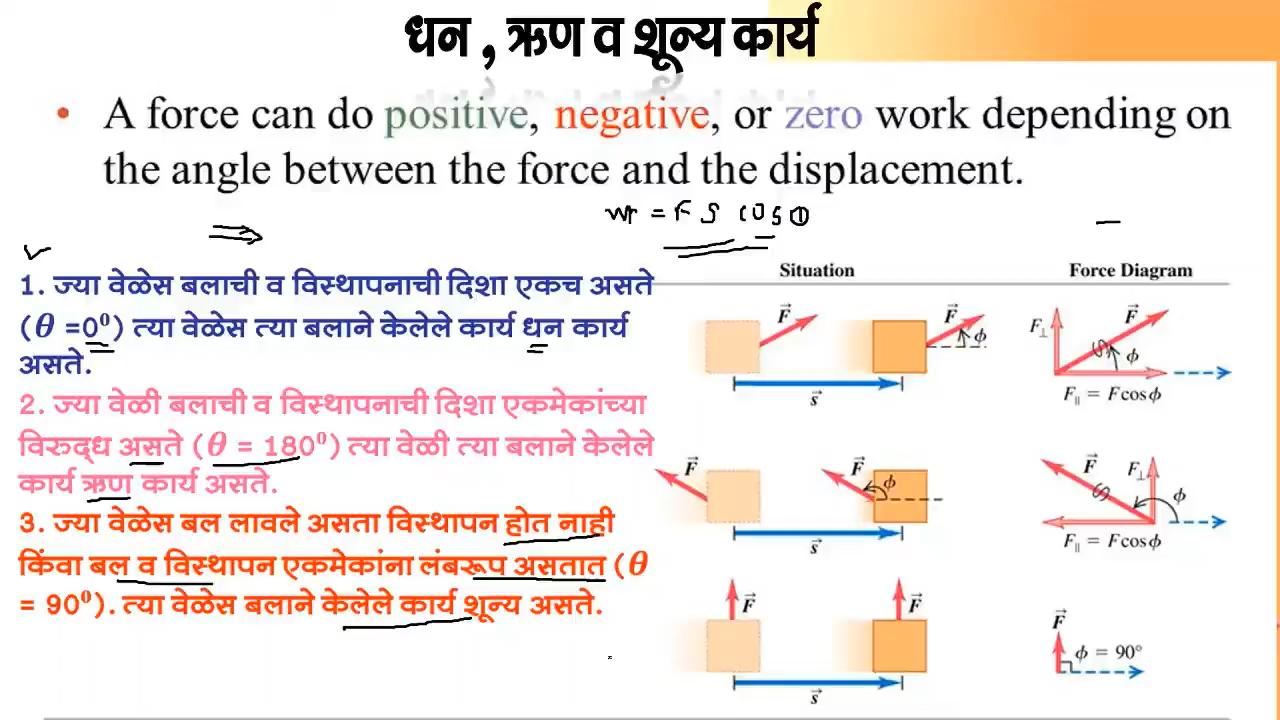 धन , ऋण व शून्य कार्य
• A force can do positive, negative, or zero work depending on
the angle between the force and the displacement.
W = F S cos θ
1. ज्या वेळेस बलाची व विस्थापनाची दिशा एकच असते
(θ =0⁰) त्या वेळेस त्या बलाने केलेले कार्य धन कार्य
असते.
2. ज्या वेळी बलाची व विस्थापनाची दिशा एकमेकांच्या
विरुद्ध असते (θ = 180⁰) त्या वेळी त्या बलाने केलेले
कार्य ऋण कार्य असते.
3. ज्या वेळेस बल लावले असता विस्थापन होत नाही
किंवा बल व विस्थापन एकमेकांना लंबरूप असतात (θ
= 90⁰). त्या वेळेस बलाने केलेले कार्य शून्य असते.
Situation
Force Diagram
F⃗
F⃗
ϕ
s⃗
F⊥
F⃗
ϕ
F∥ = F cos ϕ
F⃗
F⃗
ϕ
s⃗
F⃗
F⊥
ϕ
F∥ = F cos ϕ
F⃗
F⃗
s⃗
F⃗
ϕ = 90°